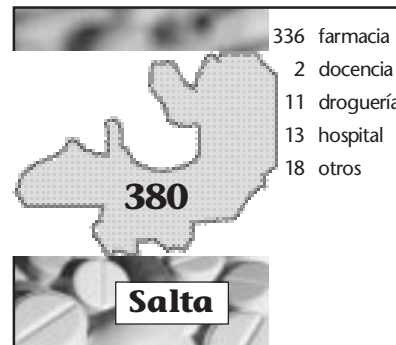 336 farmacia
2 docencia
11 droguería
13 hospital
18 otros
380
Salta